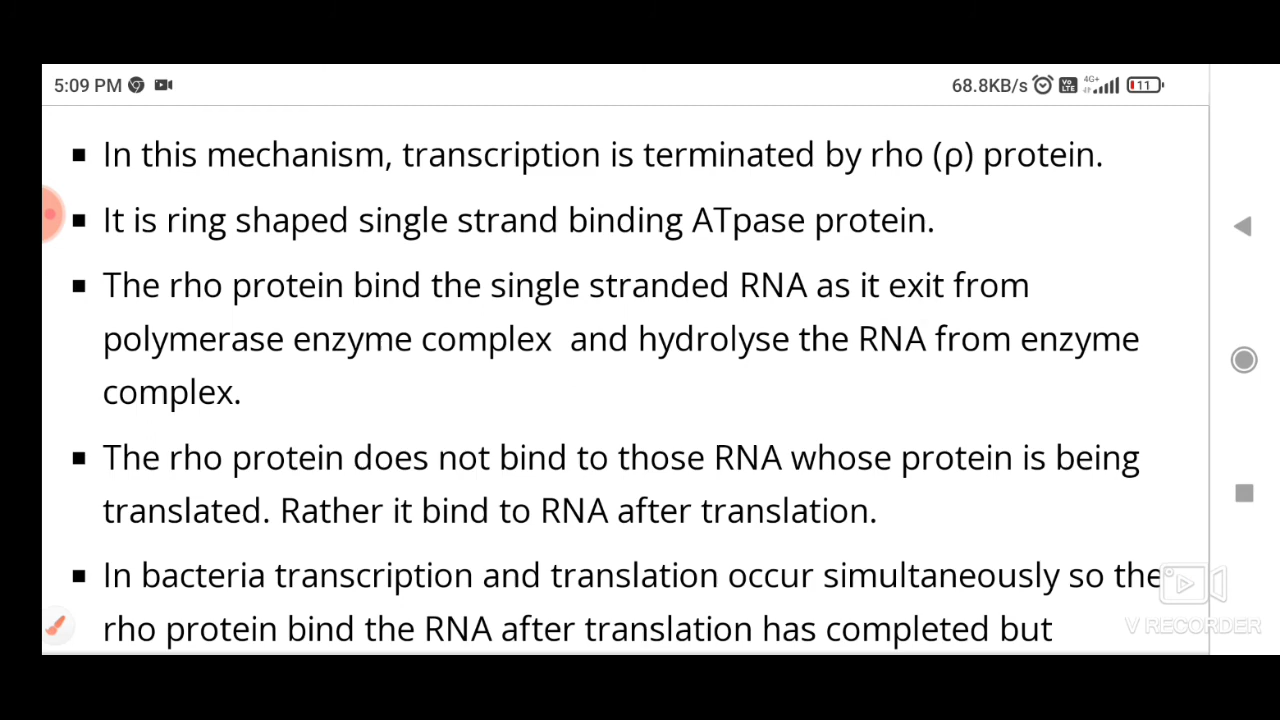 5:09 PM
68.8KB/s Vo LTE 4G+ 11
▪ In this mechanism, transcription is terminated by rho (ρ) protein.
▪ It is ring shaped single strand binding ATpase protein.
▪ The rho protein bind the single stranded RNA as it exit from
polymerase enzyme complex and hydrolyse the RNA from enzyme
complex.
▪ The rho protein does not bind to those RNA whose protein is being
translated. Rather it bind to RNA after translation.
▪ In bacteria transcription and translation occur simultaneously so the
rho protein bind the RNA after translation has completed but
V RECORDER